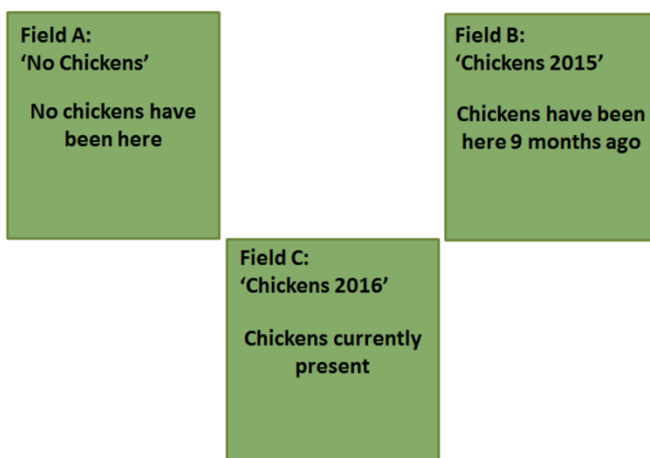 Field A:
‘No Chickens’
No chickens have
been here
Field B:
‘Chickens 2015’
Chickens have been
here 9 months ago
Field C:
‘Chickens 2016’
Chickens currently
present